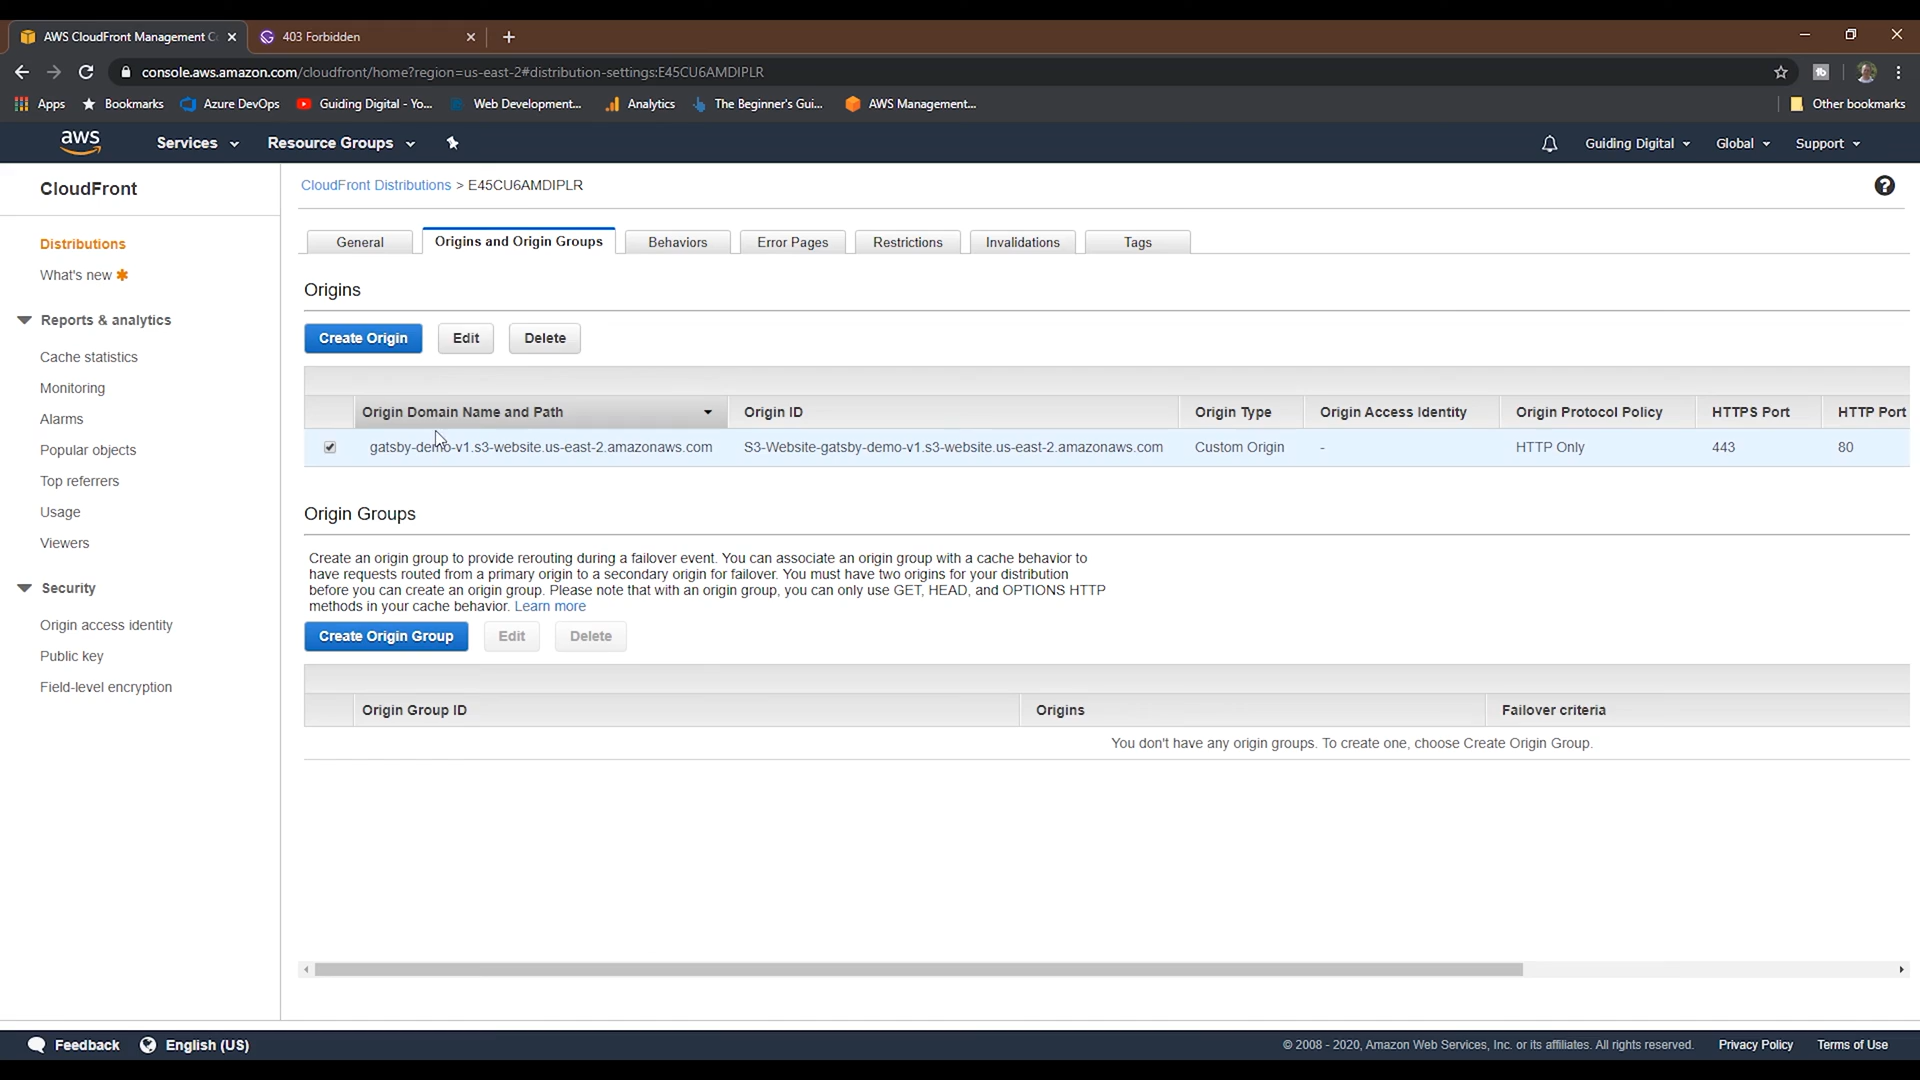 AWS CloudFront Management C
403 Forbidden
console.aws.amazon.com/cloudfront/home?region=us-east-2#distribution-settings:E45CU6AMDIPLR
Apps
Bookmarks
Azure DevOps
Guiding Digital - Yo...
Web Development...
Analytics
The Beginner's Gui...
AWS Management...
Other bookmarks
aws
Services
Resource Groups
Guiding Digital
Global
Support
CloudFront
Distributions
What's new
Reports & analytics
Cache statistics
Monitoring
Alarms
Popular objects
Top referrers
Usage
Viewers
Security
Origin access identity
Public key
Field-level encryption
CloudFront Distributions > E45CU6AMDIPLR
General
Origins and Origin Groups
Behaviors
Error Pages
Restrictions
Invalidations
Tags
Origins
Create Origin
Edit
Delete
Origin Domain Name and Path
Origin ID
Origin Type
Origin Access Identity
Origin Protocol Policy
HTTPS Port
HTTP Port
gatsby-demo-v1.s3-website.us-east-2.amazonaws.com
S3-Website-gatsby-demo-v1.s3-website.us-east-2.amazonaws.com
Custom Origin
-
HTTP Only
443
80
Origin Groups
Create an origin group to provide rerouting during a failover event. You can associate an origin group with a cache behavior to
have requests routed from a primary origin to a secondary origin for failover. You must have two origins for your distribution
before you can create an origin group. Please note that with an origin group, you can only use GET, HEAD, and OPTIONS HTTP
methods in your cache behavior. Learn more
Create Origin Group
Edit
Delete
Origin Group ID
Origins
Failover criteria
You don't have any origin groups. To create one, choose Create Origin Group.
Feedback
English (US)
© 2008 - 2020, Amazon Web Services, Inc. or its affiliates. All rights reserved.
Privacy Policy
Terms of Use